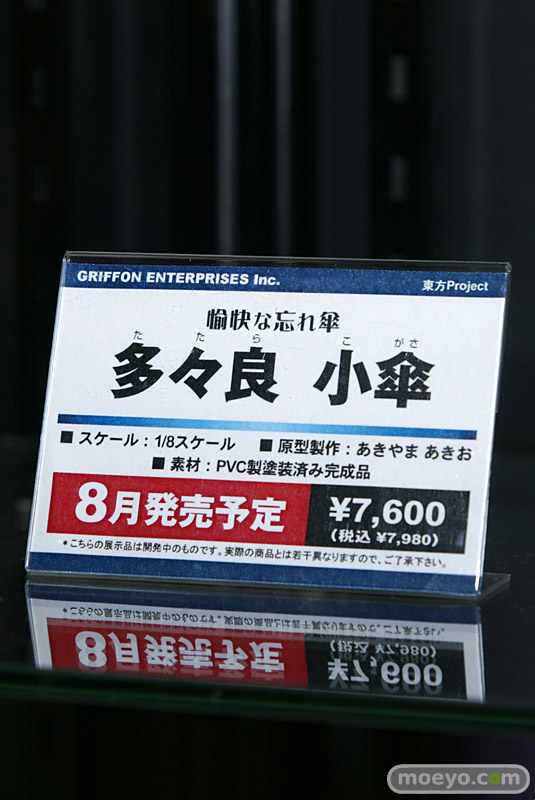 GRIFFON ENTERPRISES Inc.
東方Project
愉快な忘れ傘
たたら こがさ
多々良 小傘
■ スケール：1/8スケール ■ 原型製作：あきやま あきお
■ 素材：PVC製塗装済み完成品
8月発売予定
¥7,600
(税込 ¥7,980)
*こちらの展示品は開発中のものです。実際の商品とは若干異なりますので、ご了承下さい。
moeyo.com